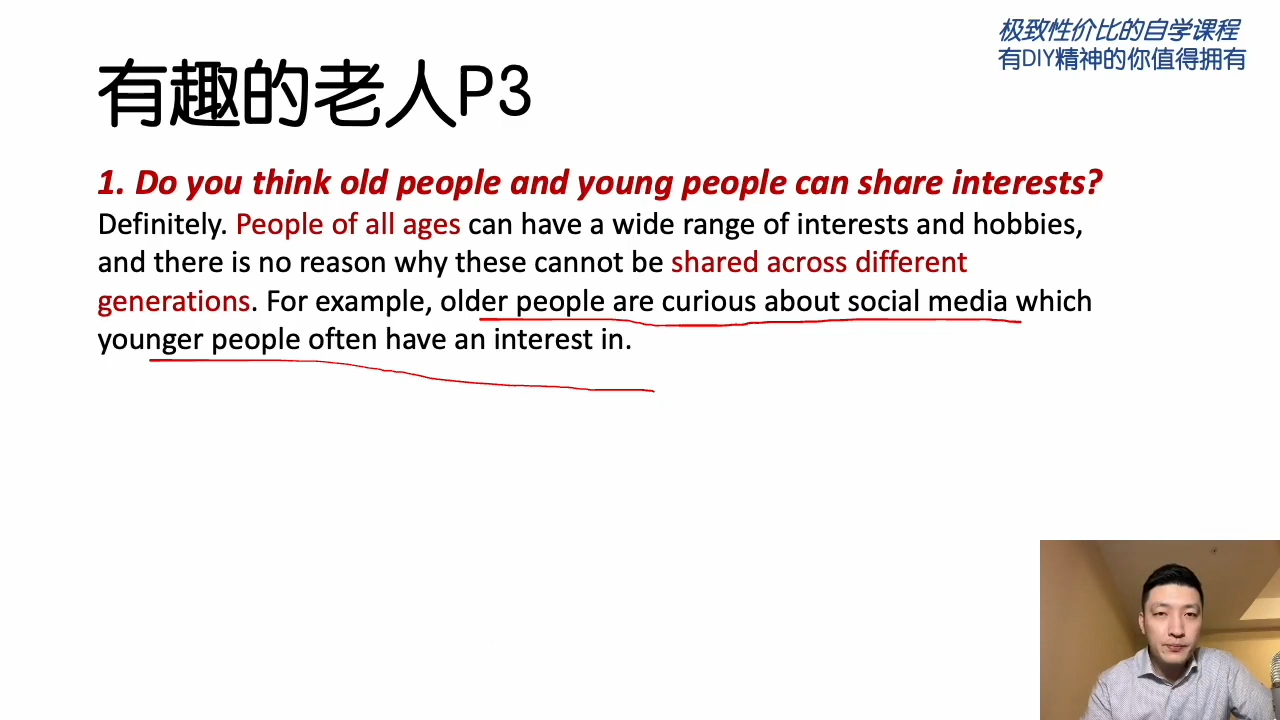 极致性价比的自学课程
有DIY精神的你值得拥有
有趣的老人P3
1. Do you think old people and young people can share interests?
Definitely. People of all ages can have a wide range of interests and hobbies,
and there is no reason why these cannot be shared across different
generations. For example, older people are curious about social media which
younger people often have an interest in.